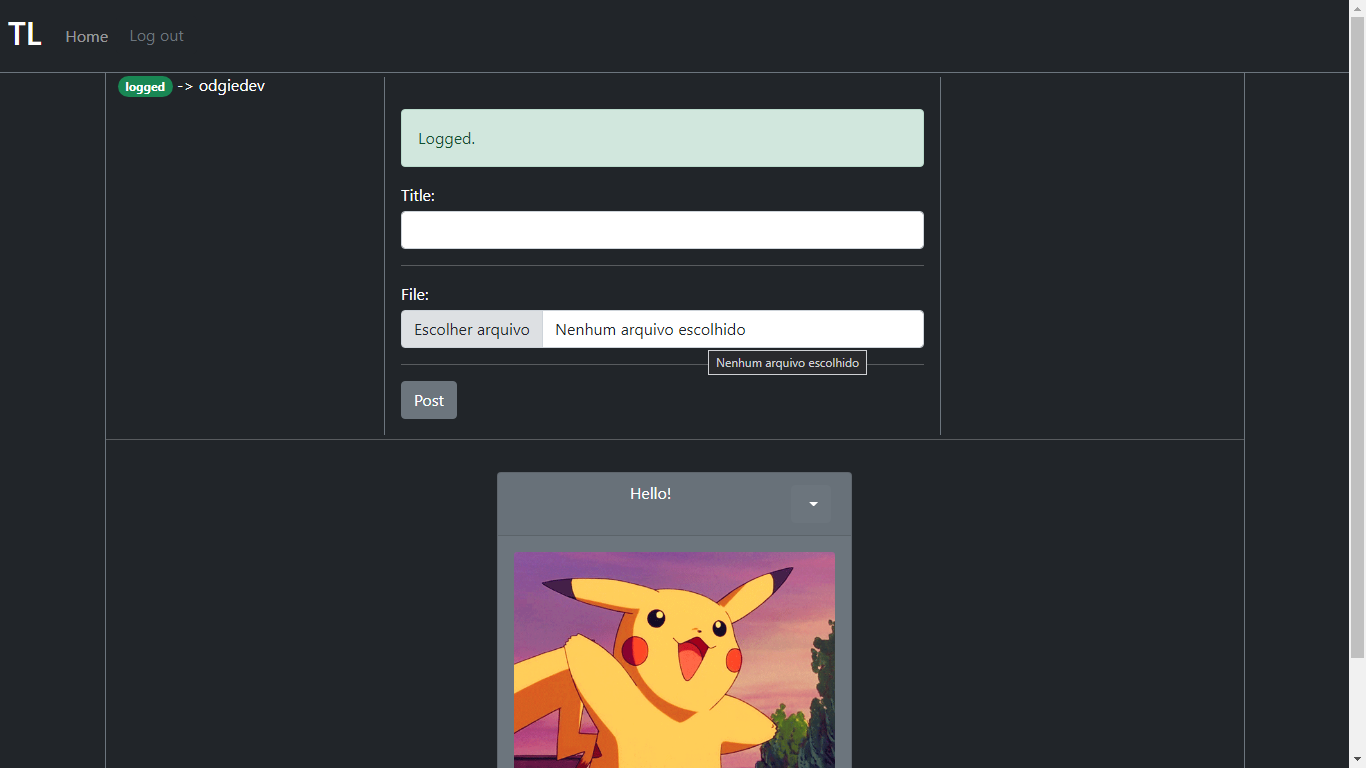 TL Home Log out
logged -> odgiedev
Logged.
Title:
File:
Escolher arquivo Nenhum arquivo escolhido
Nenhum arquivo escolhido
Post
Hello!